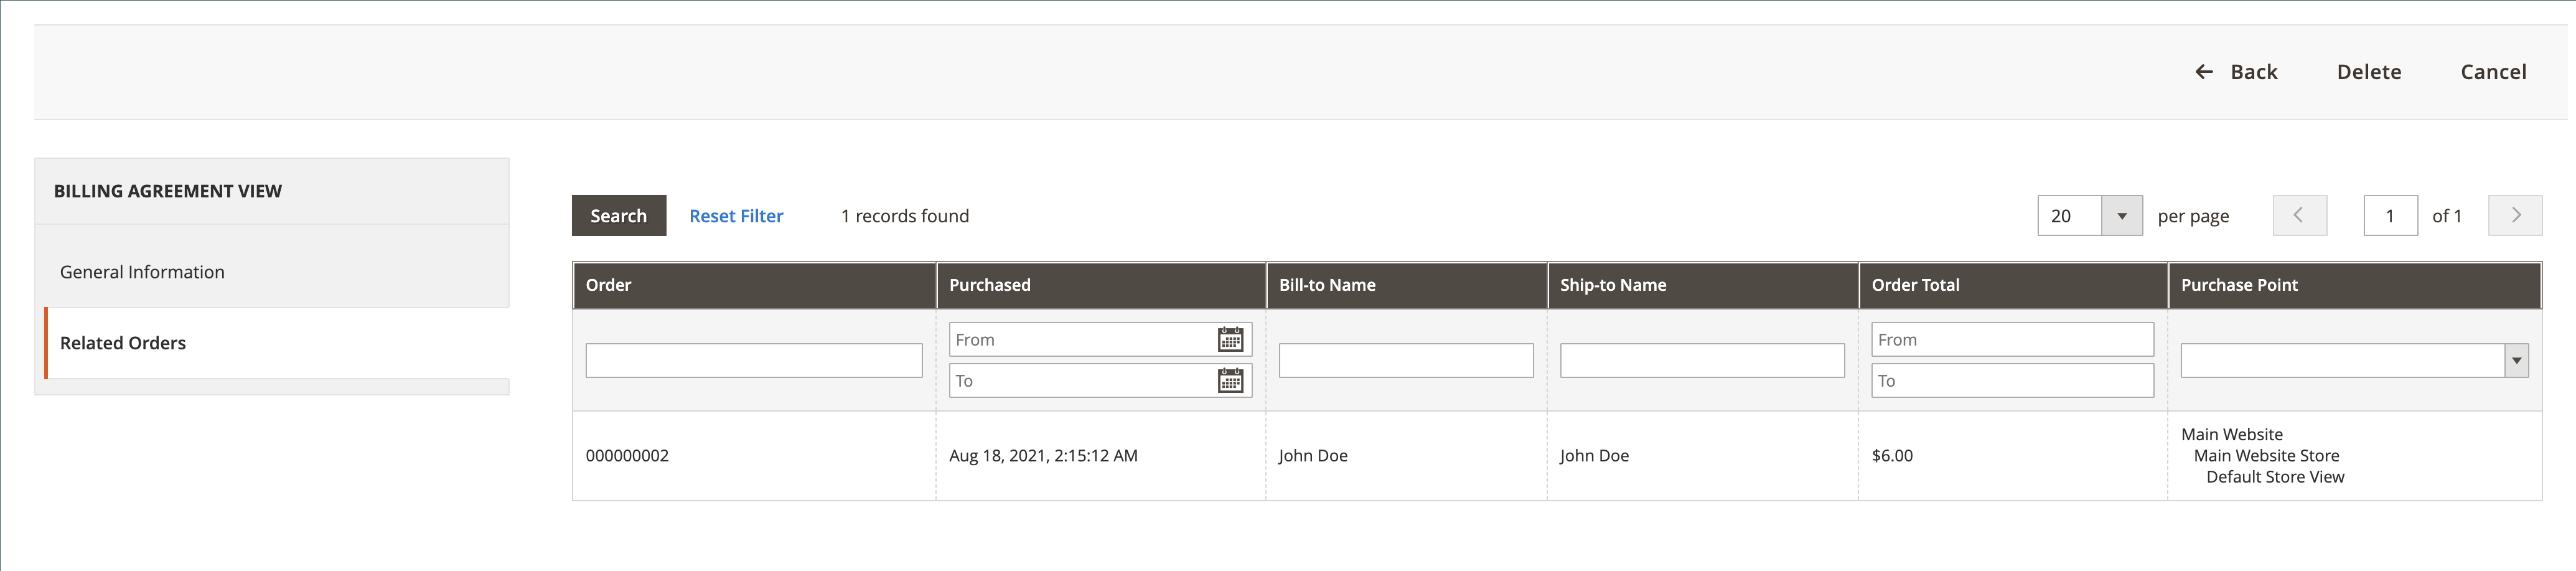 Back Delete Cancel
BILLING AGREEMENT VIEW
General Information
Related Orders
Search Reset Filter 1 records found 20 per page 1 of 1
Order Purchased Bill-to Name Ship-to Name Order Total Purchase Point
From From
To To
000000002 Aug 18, 2021, 2:15:12 AM John Doe John Doe $6.00 Main Website
Main Website Store
Default Store View